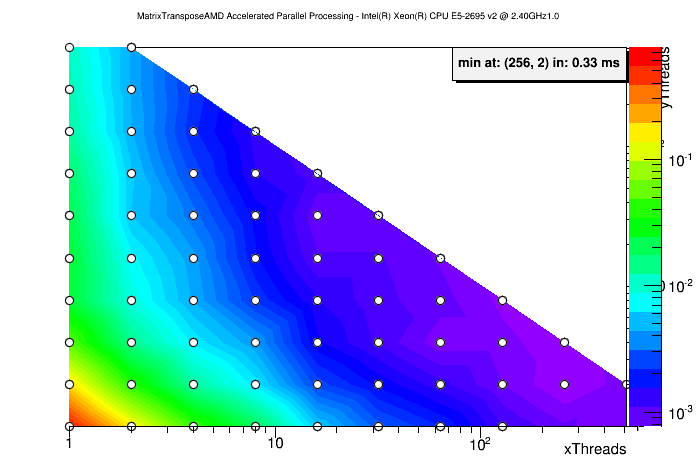 MatrixTransposeAMD Accelerated Parallel Processing - Intel(R) Xeon(R) CPU E5-2695 v2 @ 2.40GHz1.0
min at: (256, 2) in: 0.33 ms
yThreads
10-1
10-2
10-3
1
10
10²
xThreads